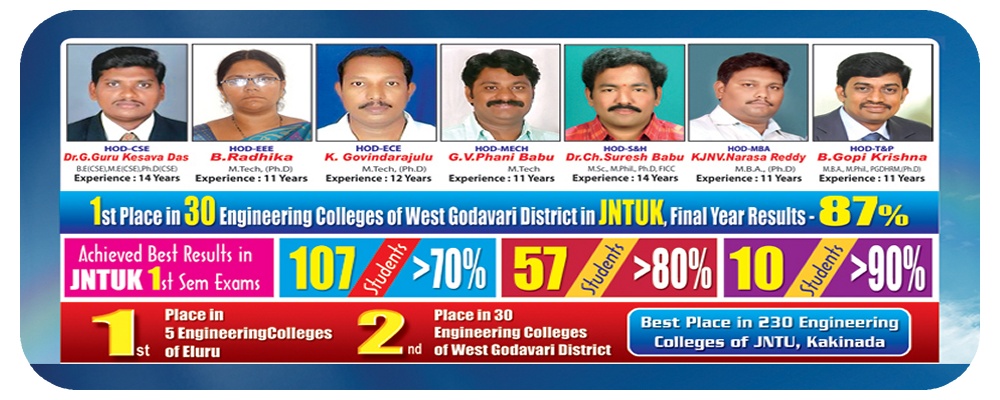 HOD-CSE
Dr.G.Guru Kesava Das
B.E(CSE),M.E(CSE),Ph.D(CSE)
Experience : 14 Years
HOD-EEE
B.Radhika
M.Tech, (Ph.D)
Experience : 11 Years
HOD-ECE
K. Govindarajulu
M.Tech, (Ph.D)
Experience : 12 Years
HOD-MECH
G.V.Phani Babu
M.Tech
Experience : 11 Years
HOD-S&H
Dr.Ch.Suresh Babu
M.Sc., M.Phil., Ph.D, FICC
Experience : 14 Years
HOD-MBA
KJNV.Narasa Reddy
M.B.A., (Ph.D)
Experience : 11 Years
HOD-T&P
B.Gopi Krishna
M.B.A., M.Phil., PGDHRM,(Ph.D)
Experience : 11 Years
1st Place in 30 Engineering Colleges of West Godavari District in JNTUK, Final Year Results - 87%
Achieved Best Results in
JNTUK 1st Sem Exams
107 Students >70%
57 Students >80%
10 Students >90%
1st
Place in
5 EngineeringColleges
of Eluru
2nd
Place in 30
Engineering Colleges
of West Godavari District
Best Place in 230 Engineering
Colleges of JNTU, Kakinada